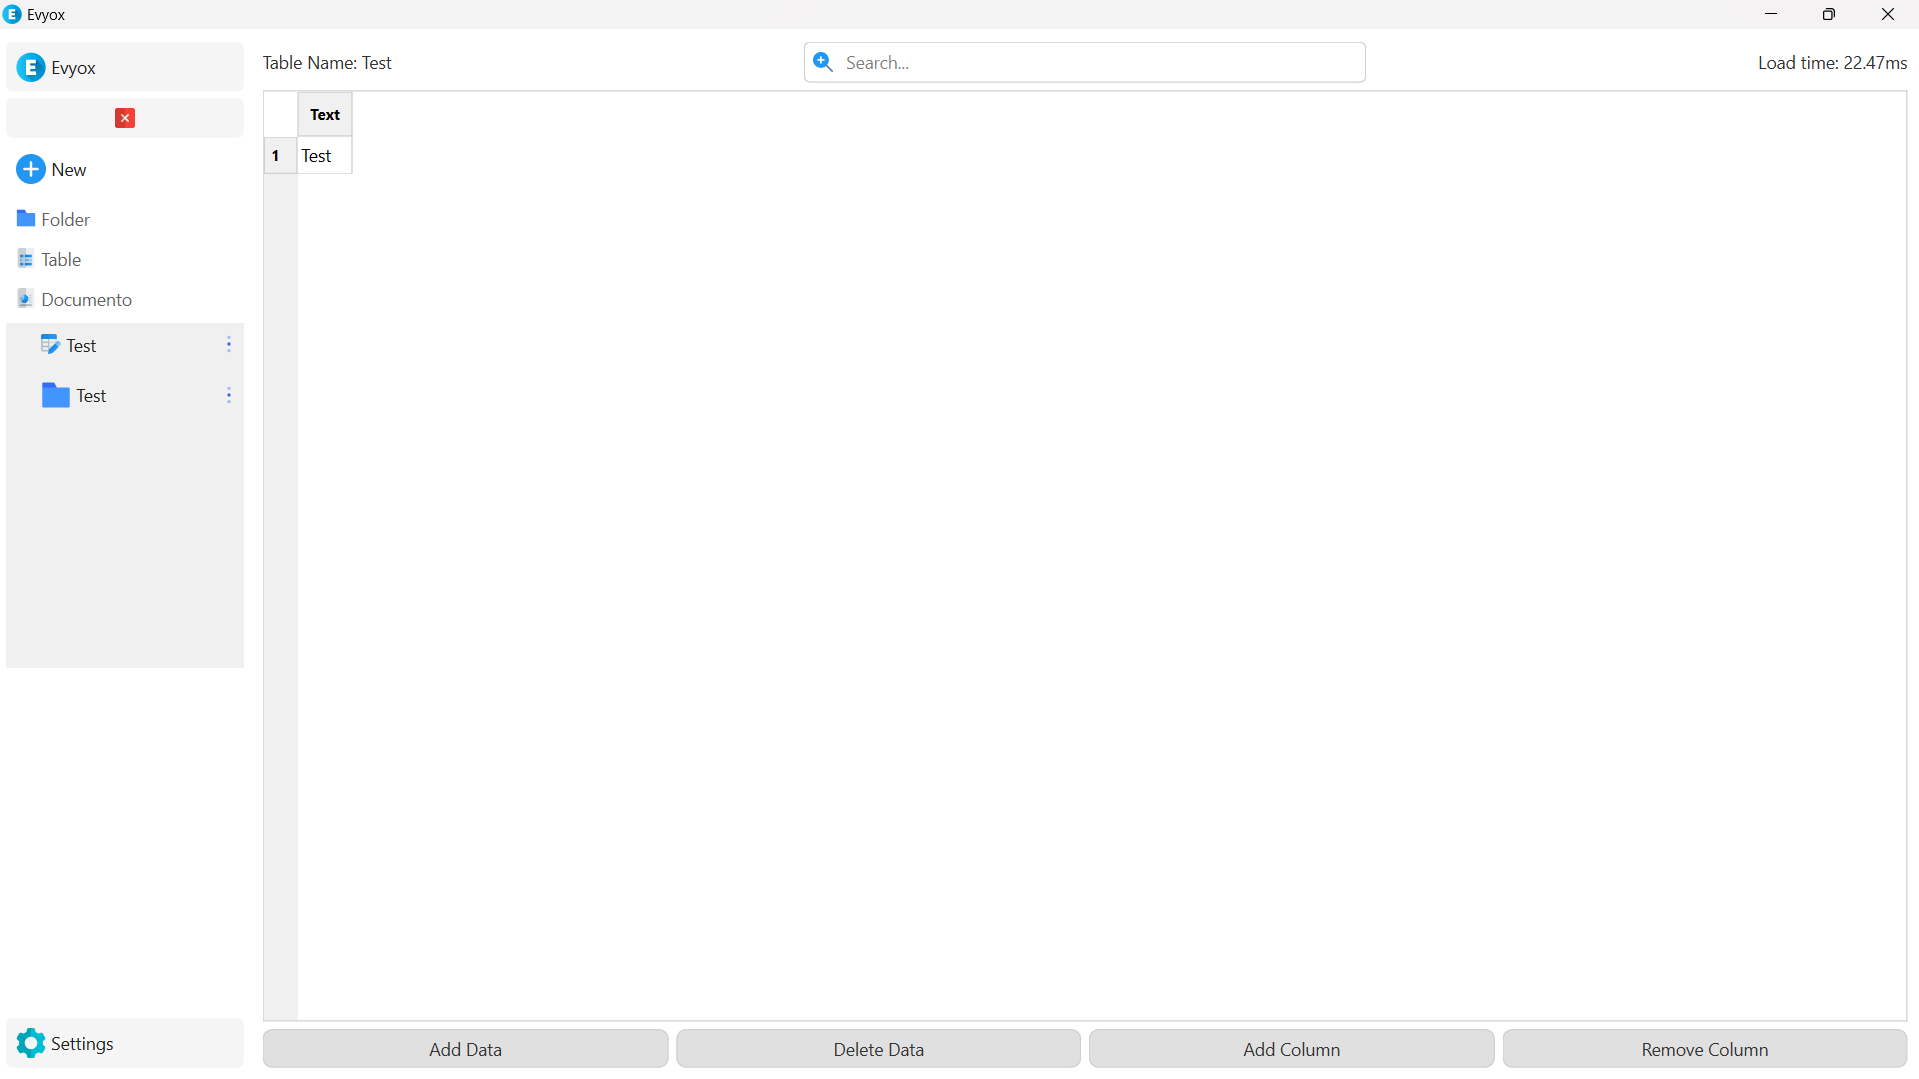 Evyox
Evyox
Table Name: Test
Search...
Load time: 22.47ms
New
Folder
Table
Documento
Test
Test
Settings
Text
1 Test
Add Data
Delete Data
Add Column
Remove Column